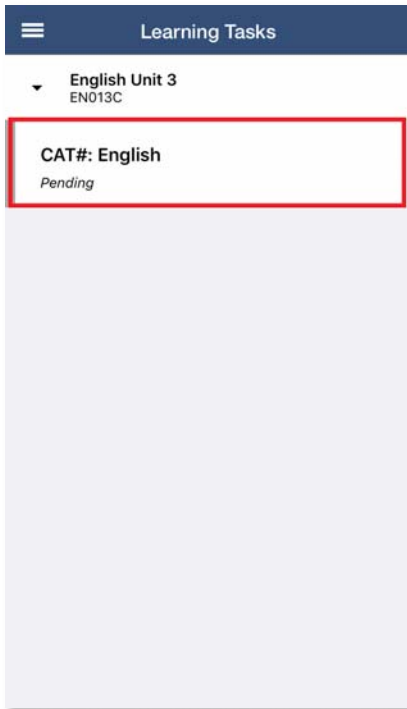 Learning Tasks
English Unit 3
EN013C
CAT#: English
Pending